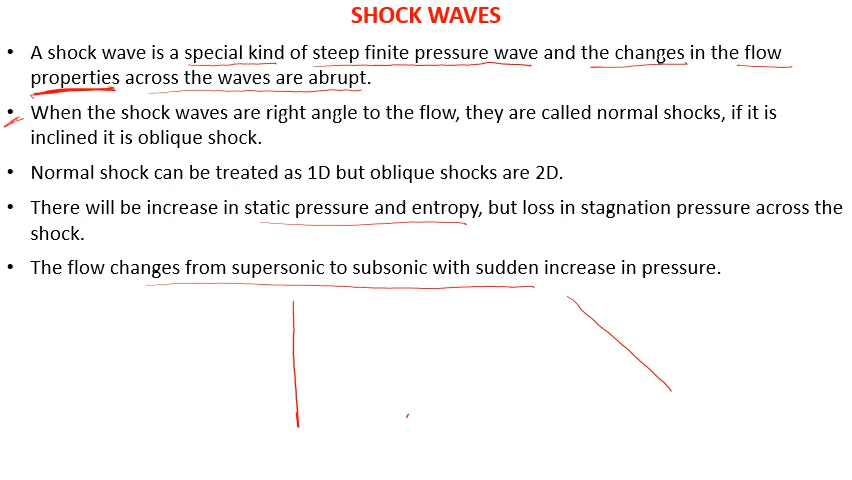 SHOCK WAVES
• A shock wave is a special kind of steep finite pressure wave and the changes in the flow
properties across the waves are abrupt.
• When the shock waves are right angle to the flow, they are called normal shocks, if it is
inclined it is oblique shock.
• Normal shock can be treated as 1D but oblique shocks are 2D.
• There will be increase in static pressure and entropy, but loss in stagnation pressure across the
shock.
• The flow changes from supersonic to subsonic with sudden increase in pressure.